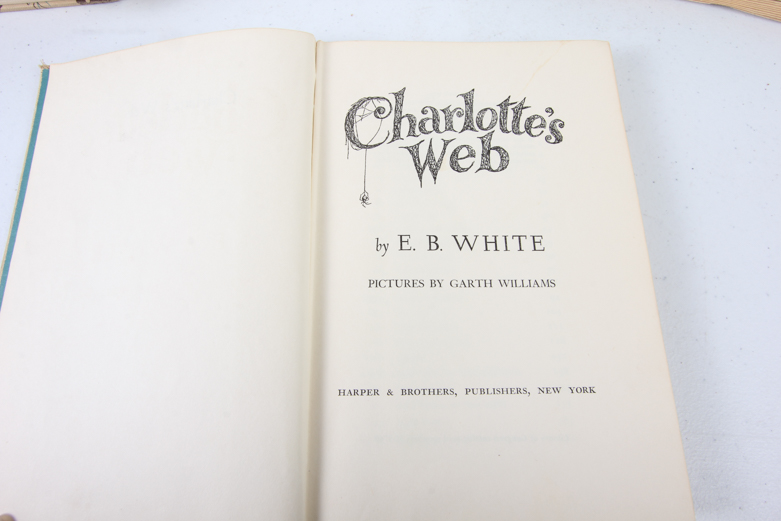 Charlotte's
Web
by E. B. WHITE
PICTURES BY GARTH WILLIAMS
HARPER & BROTHERS, PUBLISHERS, NEW YORK